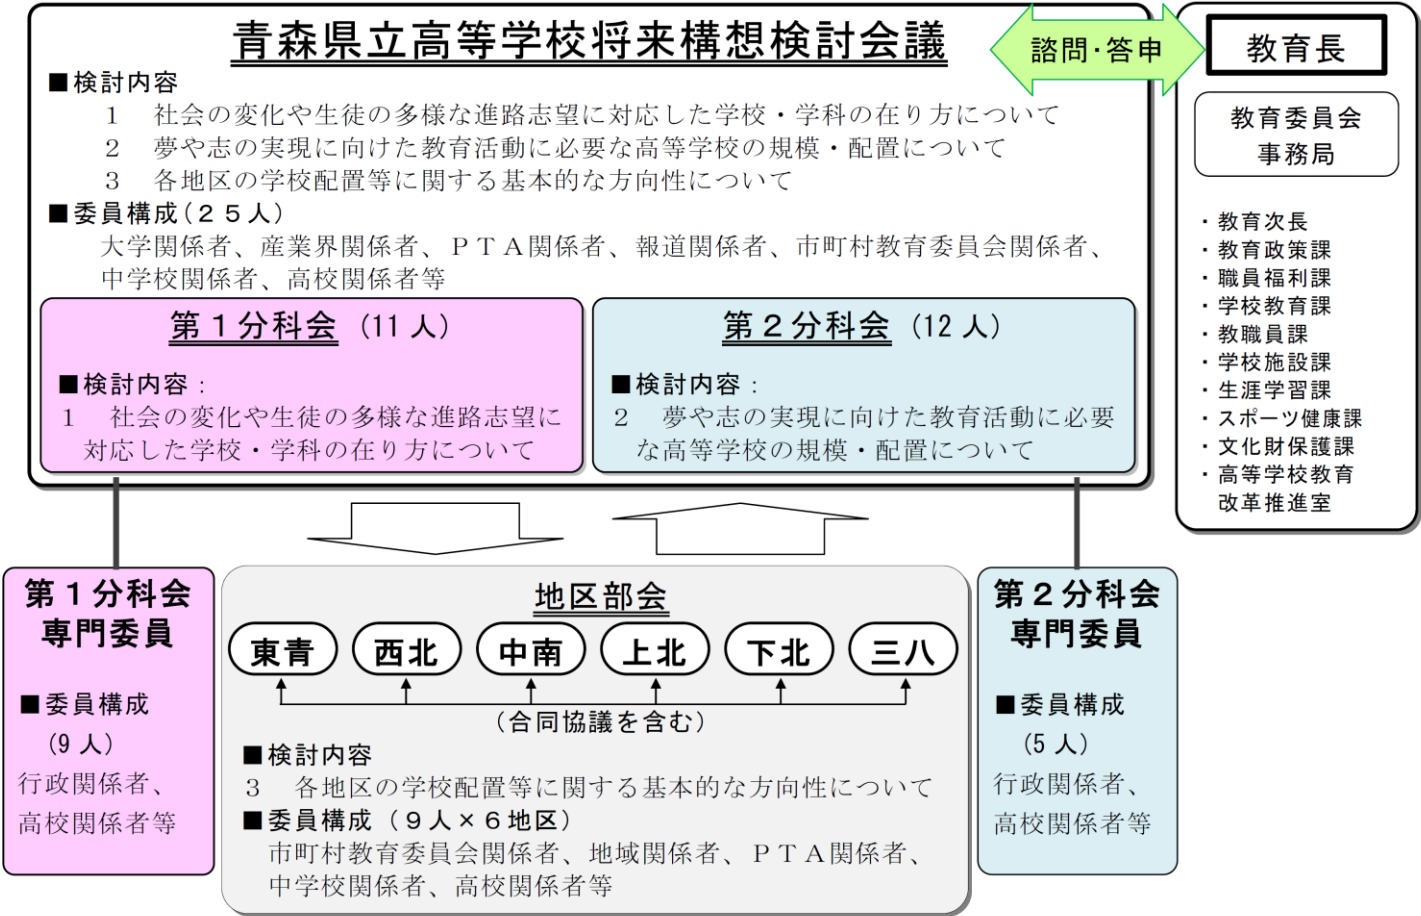 青森県立高等学校将来構想検討会議
■検討内容
１　社会の変化や生徒の多様な進路志望に対応した学校・学科の在り方について
２　夢や志の実現に向けた教育活動に必要な高等学校の規模・配置について
３　各地区の学校配置等に関する基本的な方向性について
■委員構成（２５人）
大学関係者、産業界関係者、ＰＴＡ関係者、報道関係者、市町村教育委員会関係者、
中学校関係者、高校関係者等
第１分科会（11人）
■検討内容：
１　社会の変化や生徒の多様な進路志望に
対応した学校・学科の在り方について
第２分科会（12人）
■検討内容：
２　夢や志の実現に向けた教育活動に必要
な高等学校の規模・配置について
諮問・答申
教育長
教育委員会
事務局
・教育次長
・教育政策課
・職員福利課
・学校教育課
・教職員課
・学校施設課
・生涯学習課
・スポーツ健康課
・文化財保護課
・高等学校教育
改革推進室
第１分科会
専門委員
■委員構成
（9人）
行政関係者、
高校関係者等
地区部会
東青　西北　中南　上北　下北　三八
（合同協議を含む）
■検討内容
３　各地区の学校配置等に関する基本的な方向性について
■委員構成（９人×６地区）
市町村教育委員会関係者、地域関係者、ＰＴＡ関係者、
中学校関係者、高校関係者等
第２分科会
専門委員
■委員構成
（5人）
行政関係者、
高校関係者等